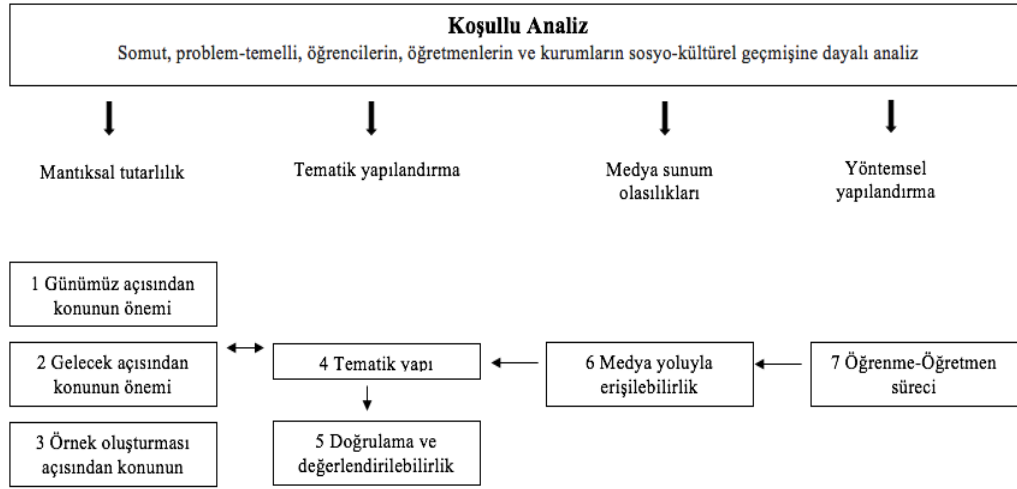 Koşullu Analiz
Somut, problem-temelli, öğrencilerin, öğretmenlerin ve kurumların sosyo-kültürel geçmişine dayalı analiz
Mantıksal tutarlılık
Tematik yapılandırma
Medya sunum
olasılıkları
Yöntemsel
yapılandırma
1 Günümüz açısından
konunun önemi
2 Gelecek açısından
konunun önemi
3 Örnek oluşturması
açısından konunun
4 Tematik yapı
5 Doğrulama ve
değerlendirilebilirlik
6 Medya yoluyla
erişilebilirlik
7 Öğrenme-Öğretmen
süreci